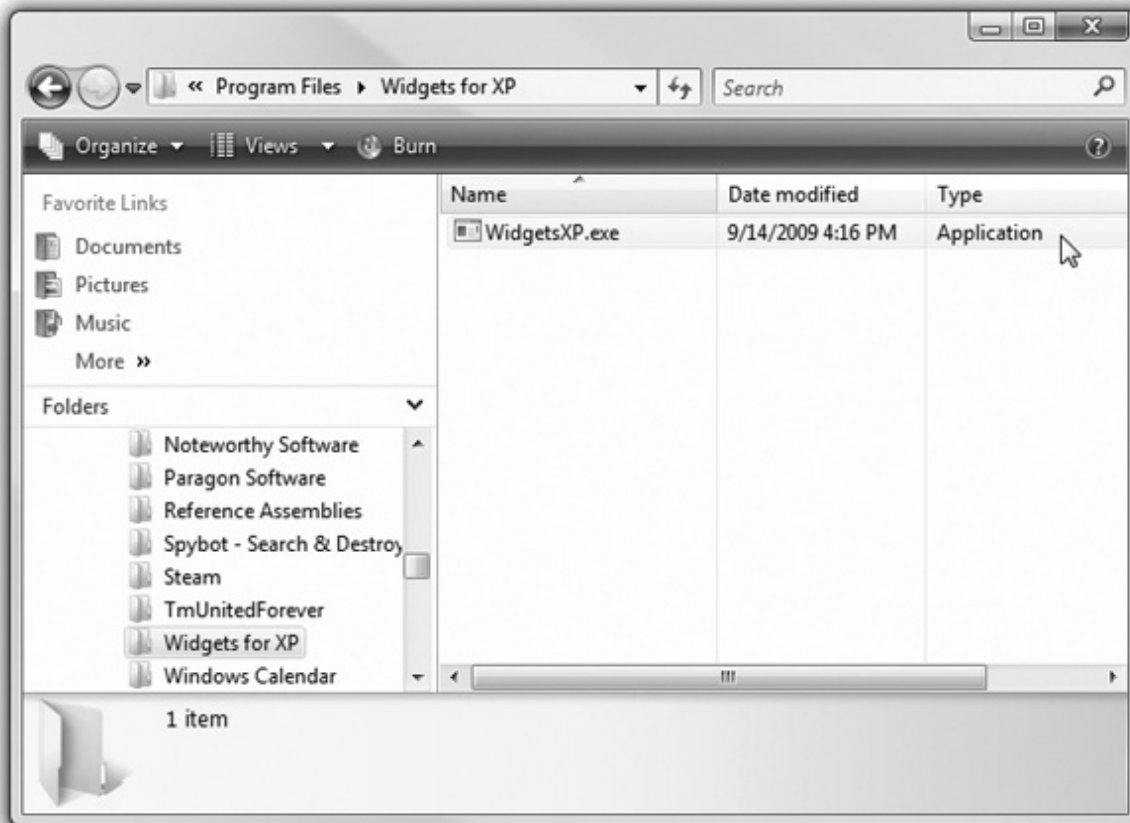 « Program Files ▸ Widgets for XP
Search
Organize Views Burn
Favorite Links
Documents
Pictures
Music
More »
Folders
Noteworthy Software
Paragon Software
Reference Assemblies
Spybot - Search & Destroy
Steam
TmUnitedForever
Widgets for XP
Windows Calendar
Name Date modified Type
WidgetsXP.exe 9/14/2009 4:16 PM Application
1 item